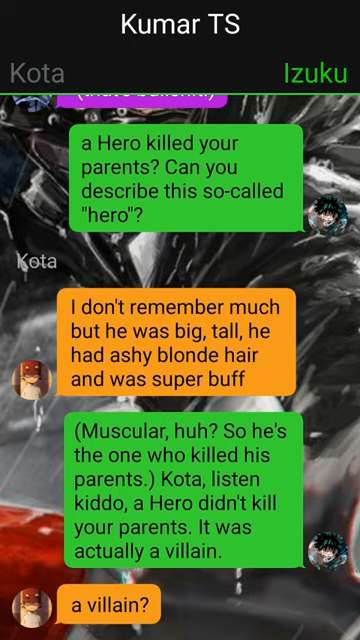 Kumar TS
Kota
Izuku
a Hero killed your
parents? Can you
describe this so-called
"hero"?
Kota
I don't remember much
but he was big, tall, he
had ashy blonde hair
and was super buff
(Muscular, huh? So he's
the one who killed his
parents.) Kota, listen
kiddo, a Hero didn't kill
your parents. It was
actually a villain.
a villain?